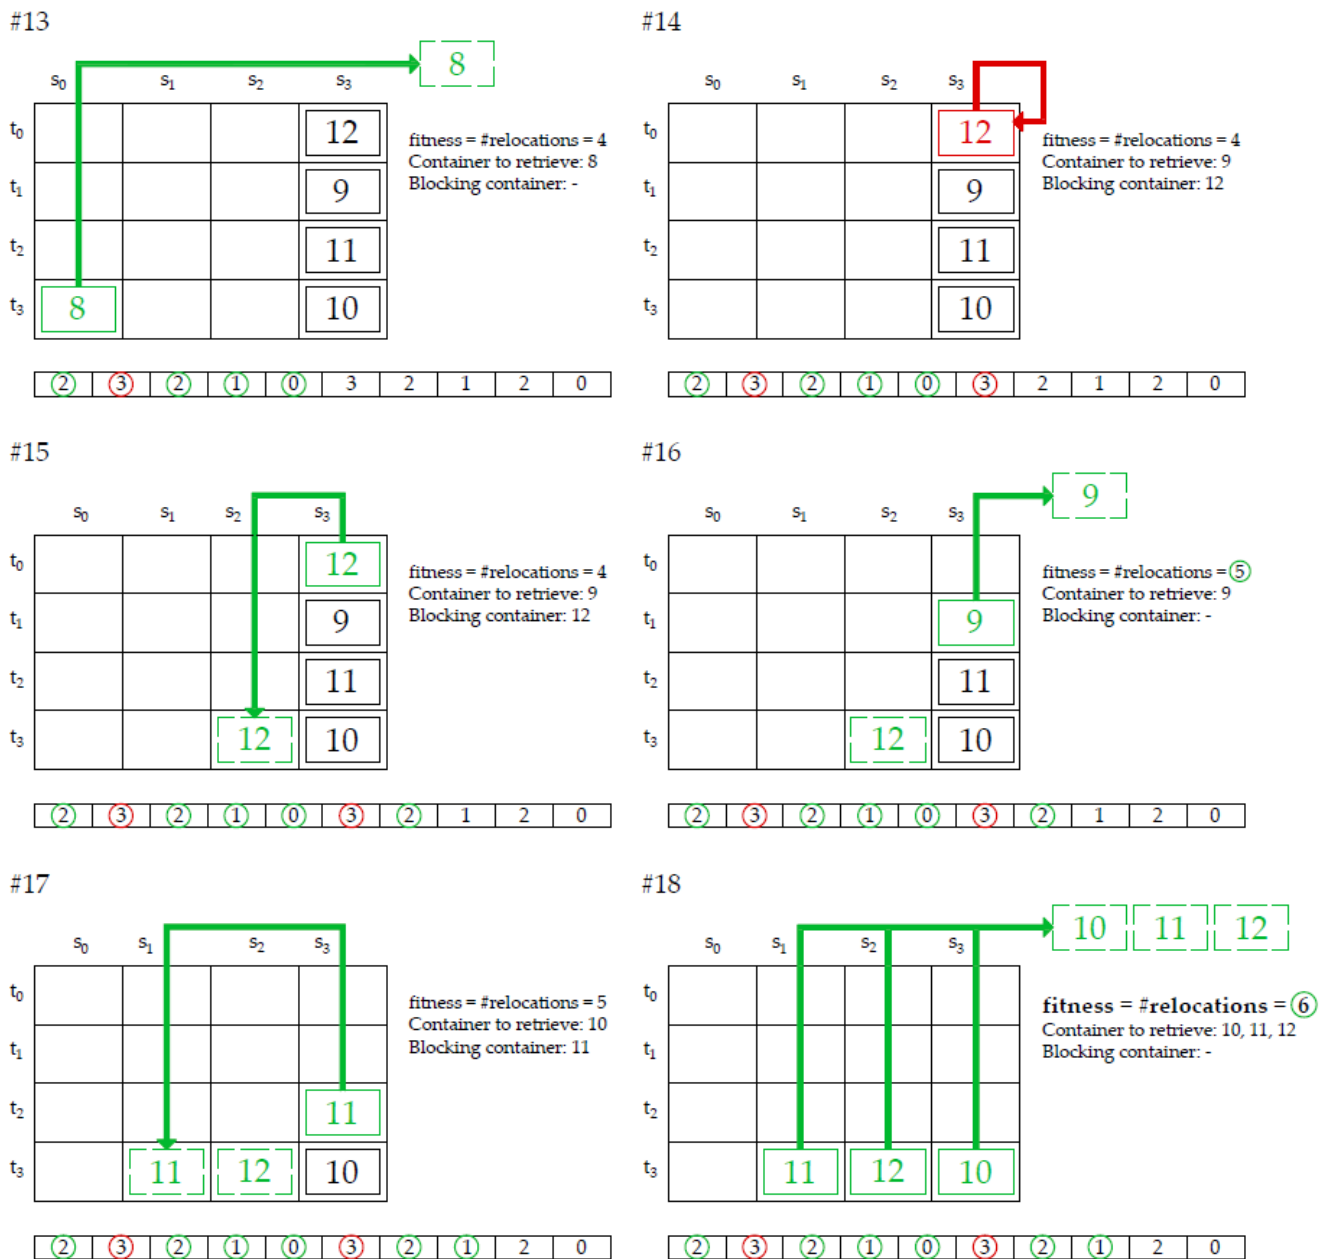 #13
8
s0 s1 s2 s3
t0 12
t1 9
t2 11
t3 8 10
fitness = #relocations = 4
Container to retrieve: 8
Blocking container: -
2 3 2 1 0 3 2 1 2 0
#14
s0 s1 s2 s3
t0 12
t1 9
t2 11
t3 10
fitness = #relocations = 4
Container to retrieve: 9
Blocking container: 12
2 3 2 1 0 3 2 1 2 0
#15
s0 s1 s2 s3
t0 12
t1 9
t2 11
t3 12 10
fitness = #relocations = 4
Container to retrieve: 9
Blocking container: 12
2 3 2 1 0 3 2 1 2 0
#16
9
s0 s1 s2 s3
t0
t1 9
t2 11
t3 12 10
fitness = #relocations = 5
Container to retrieve: 9
Blocking container: -
2 3 2 1 0 3 2 1 2 0
#17
s0 s1 s2 s3
t0
t1
t2 11
t3 11 12 10
fitness = #relocations = 5
Container to retrieve: 10
Blocking container: 11
2 3 2 1 0 3 2 1 2 0
#18
10 11 12
s0 s1 s2 s3
t0
t1
t2
t3 11 12 10
fitness = #relocations = 6
Container to retrieve: 10, 11, 12
Blocking container: -
2 3 2 1 0 3 2 1 2 0